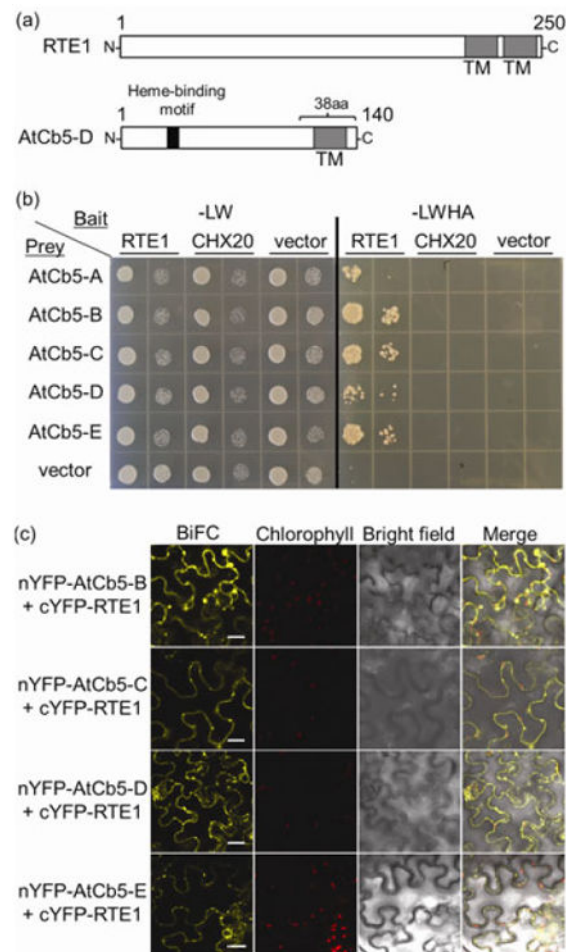 (a)
1 250
RTE1 N- -C
TM TM
Heme-binding
motif
1 38aa 140
AtCb5-D N- -C
TM
(b)
Bait -LW -LWHA
Prey RTE1 CHX20 vector RTE1 CHX20 vector
AtCb5-A
AtCb5-B
AtCb5-C
AtCb5-D
AtCb5-E
vector
(c)
BiFC Chlorophyll Bright field Merge
nYFP-AtCb5-B
+ cYFP-RTE1
nYFP-AtCb5-C
+ cYFP-RTE1
nYFP-AtCb5-D
+ cYFP-RTE1
nYFP-AtCb5-E
+ cYFP-RTE1